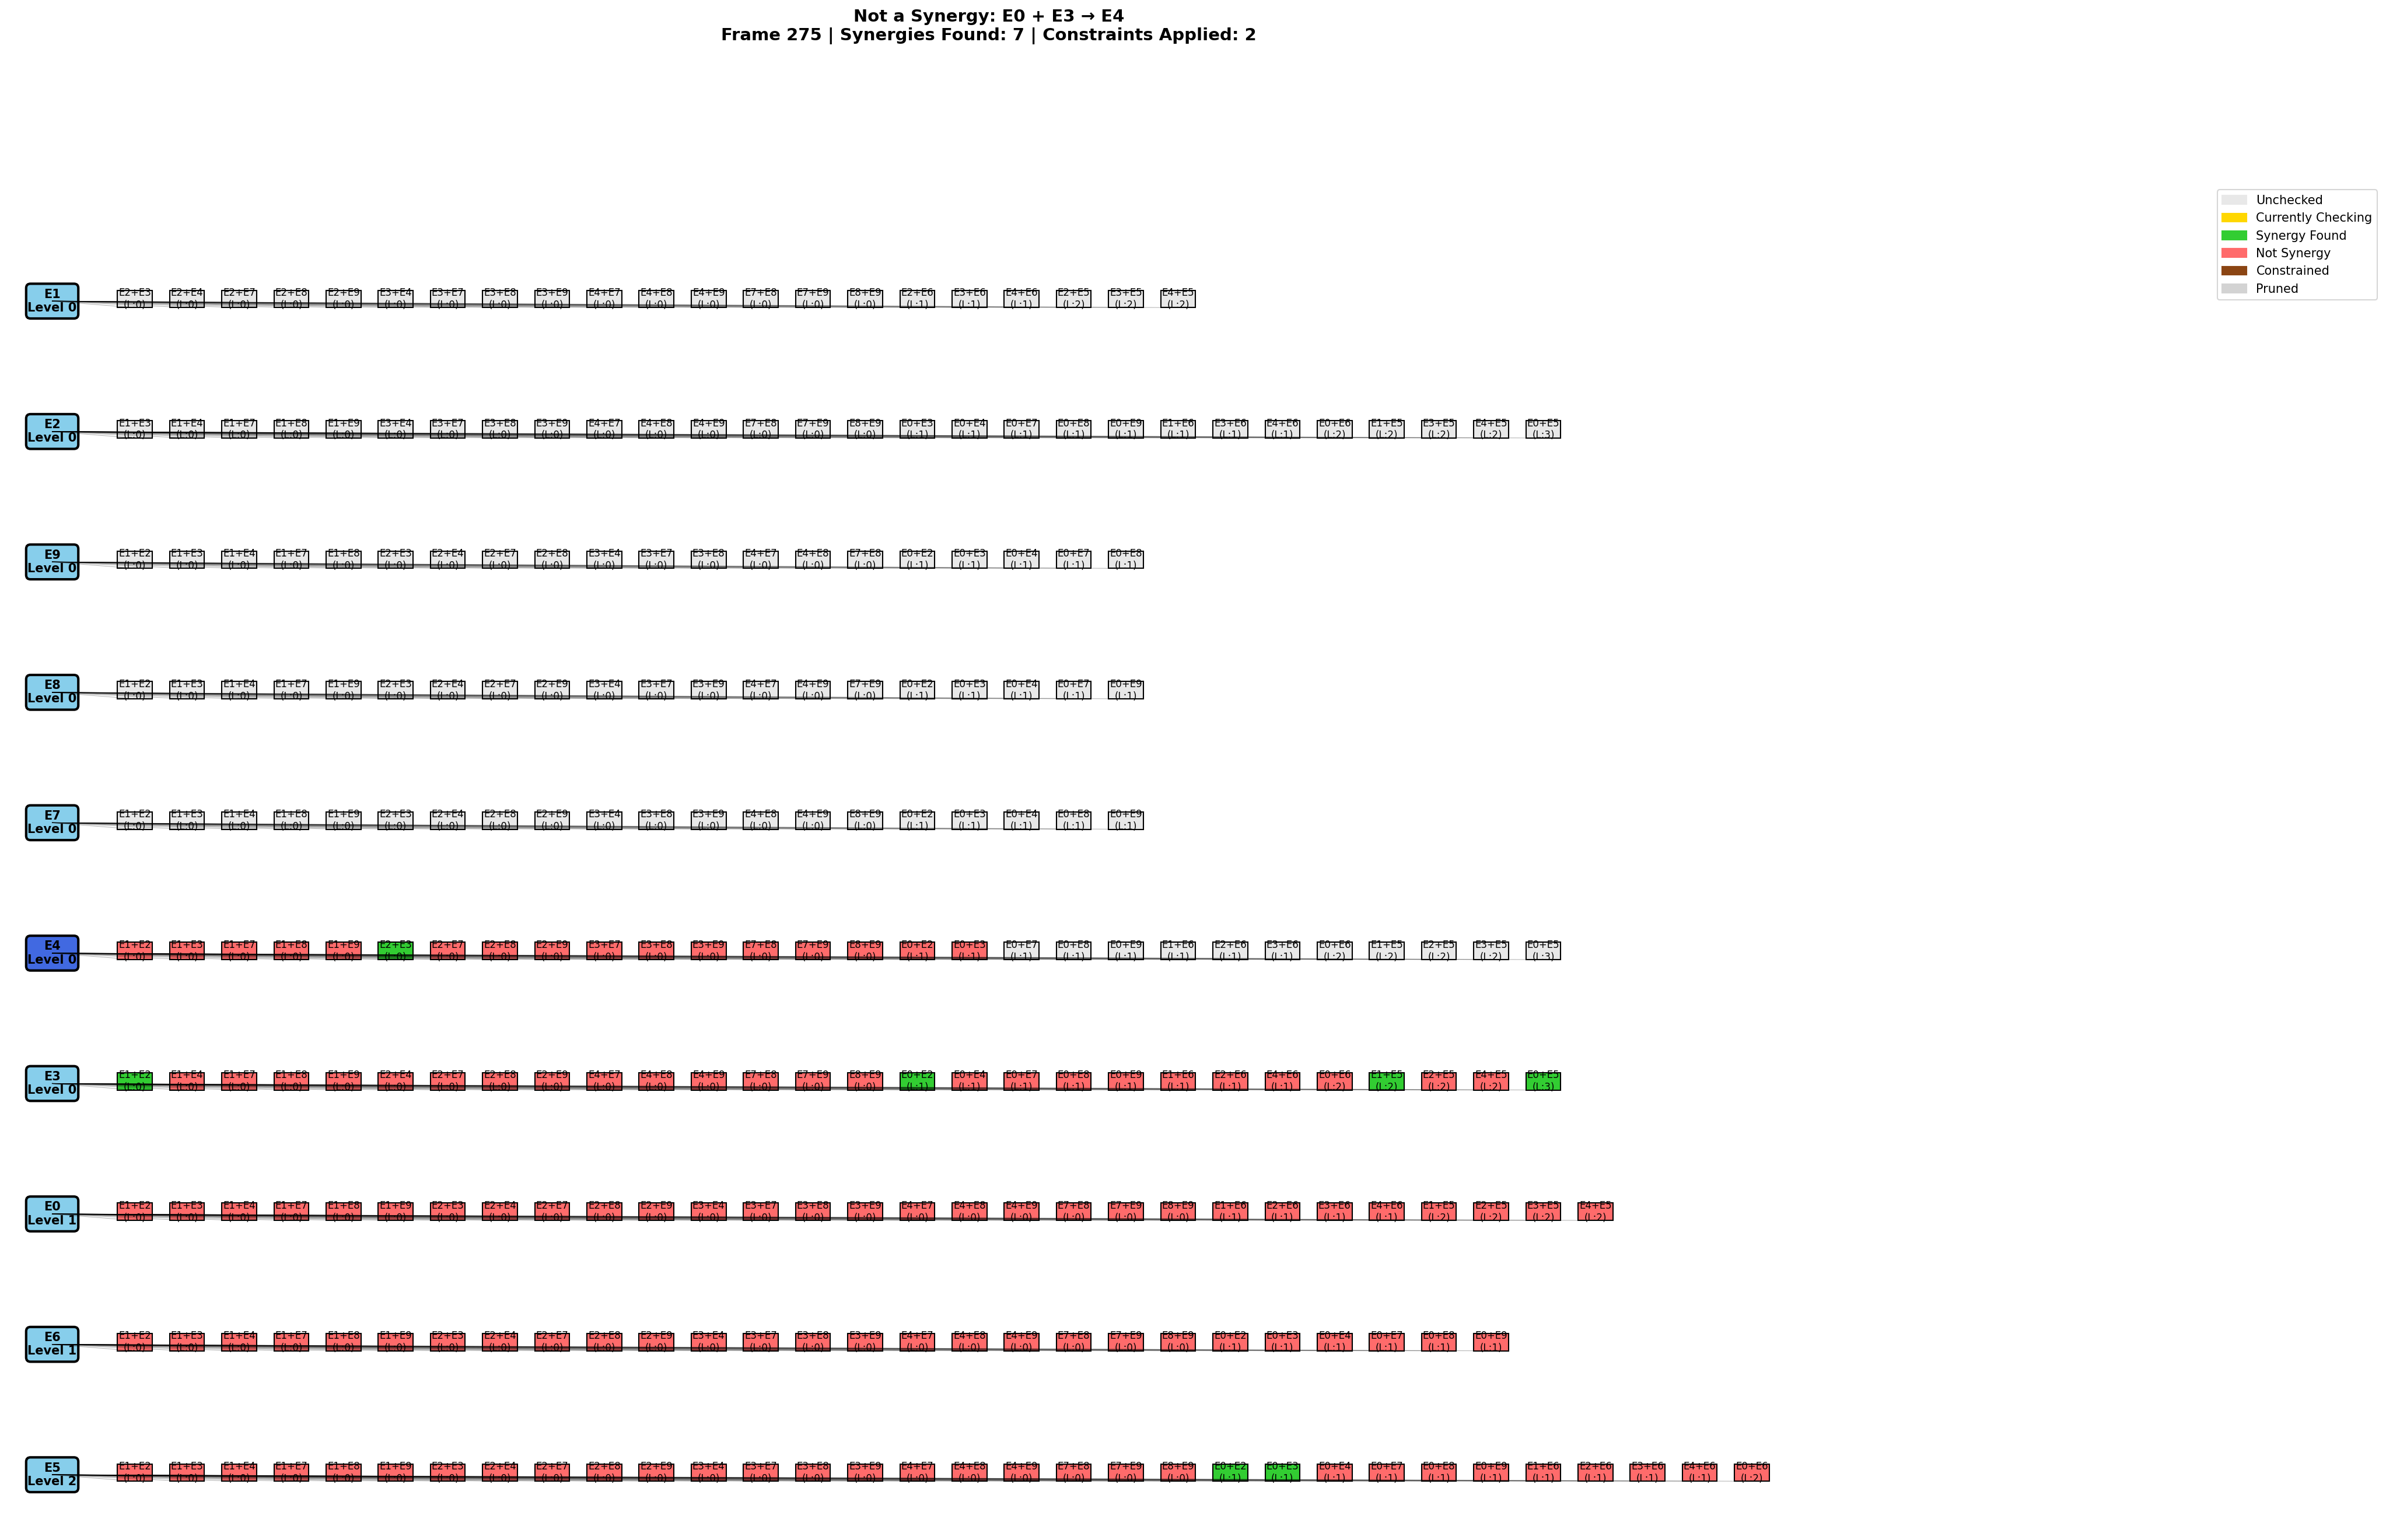 Not a Synergy: E0 + E3 → E4
Frame 275 | Synergies Found: 7 | Constraints Applied: 2
Unchecked
Currently Checking
Synergy Found
Not Synergy
Constrained
Pruned
E1 E2+E3 E2+E4 E2+E7 E2+E8 E2+E9 E3+E4 E3+E7 E3+E8 E3+E9 E4+E7 E4+E8 E4+E9 E7+E8 E7+E9 E8+E9 E2+E6 E3+E6 E4+E6 E2+E5 E3+E5 E4+E5
Level 0 (L:0) (L:0) (L:0) (L:0) (L:0) (L:0) (L:0) (L:0) (L:0) (L:0) (L:0) (L:0) (L:0) (L:0) (L:0) (L:1) (L:1) (L:1) (L:2) (L:2) (L:2)
E2 E1+E3 E1+E4 E1+E7 E1+E8 E1+E9 E3+E4 E3+E7 E3+E8 E3+E9 E4+E7 E4+E8 E4+E9 E7+E8 E7+E9 E8+E9 E0+E3 E0+E4 E0+E7 E0+E8 E0+E9 E1+E6 E3+E6 E4+E6 E0+E6 E1+E5 E3+E5 E4+E5 E0+E5
Level 0 (L:0) (L:0) (L:0) (L:0) (L:0) (L:0) (L:0) (L:0) (L:0) (L:0) (L:0) (L:0) (L:0) (L:0) (L:0) (L:1) (L:1) (L:1) (L:1) (L:1) (L:1) (L:1) (L:1) (L:2) (L:2) (L:2) (L:2) (L:3)
E9 E1+E2 E1+E3 E1+E4 E1+E7 E1+E8 E2+E3 E2+E4 E2+E7 E2+E8 E3+E4 E3+E7 E3+E8 E4+E7 E4+E8 E7+E8 E0+E2 E0+E3 E0+E4 E0+E7 E0+E8
Level 0 (L:0) (L:0) (L:0) (L:0) (L:0) (L:0) (L:0) (L:0) (L:0) (L:0) (L:0) (L:0) (L:0) (L:0) (L:0) (L:1) (L:1) (L:1) (L:1) (L:1)
E8 E1+E2 E1+E3 E1+E4 E1+E7 E1+E9 E2+E3 E2+E4 E2+E7 E2+E9 E3+E4 E3+E7 E3+E9 E4+E7 E4+E9 E7+E9 E0+E2 E0+E3 E0+E4 E0+E7 E0+E9
Level 0 (L:0) (L:0) (L:0) (L:0) (L:0) (L:0) (L:0) (L:0) (L:0) (L:0) (L:0) (L:0) (L:0) (L:0) (L:0) (L:1) (L:1) (L:1) (L:1) (L:1)
E7 E1+E2 E1+E3 E1+E4 E1+E8 E1+E9 E2+E3 E2+E4 E2+E8 E2+E9 E3+E4 E3+E8 E3+E9 E4+E8 E4+E9 E8+E9 E0+E2 E0+E3 E0+E4 E0+E8 E0+E9
Level 0 (L:0) (L:0) (L:0) (L:0) (L:0) (L:0) (L:0) (L:0) (L:0) (L:0) (L:0) (L:0) (L:0) (L:0) (L:0) (L:1) (L:1) (L:1) (L:1) (L:1)
E4 E1+E2 E1+E3 E1+E7 E1+E8 E1+E9 E2+E3 E2+E7 E2+E8 E2+E9 E3+E7 E3+E8 E3+E9 E7+E8 E7+E9 E8+E9 E0+E2 E0+E3 E0+E7 E0+E8 E0+E9 E1+E6 E2+E6 E3+E6 E0+E6 E1+E5 E2+E5 E3+E5 E0+E5
Level 0 (L:0) (L:0) (L:0) (L:0) (L:0) (L:0) (L:0) (L:0) (L:0) (L:0) (L:0) (L:0) (L:0) (L:0) (L:0) (L:1) (L:1) (L:1) (L:1) (L:1) (L:1) (L:1) (L:1) (L:2) (L:2) (L:2) (L:2) (L:3)
E3 E1+E2 E1+E4 E1+E7 E1+E8 E1+E9 E2+E4 E2+E7 E2+E8 E2+E9 E4+E7 E4+E8 E4+E9 E7+E8 E7+E9 E8+E9 E0+E2 E0+E4 E0+E7 E0+E8 E0+E9 E1+E6 E2+E6 E4+E6 E0+E6 E1+E5 E2+E5 E4+E5 E0+E5
Level 0 (L:0) (L:0) (L:0) (L:0) (L:0) (L:0) (L:0) (L:0) (L:0) (L:0) (L:0) (L:0) (L:0) (L:0) (L:0) (L:1) (L:1) (L:1) (L:1) (L:1) (L:1) (L:1) (L:1) (L:2) (L:2) (L:2) (L:2) (L:3)
E0 E1+E2 E1+E3 E1+E4 E1+E7 E1+E8 E1+E9 E2+E3 E2+E4 E2+E7 E2+E8 E2+E9 E3+E4 E3+E7 E3+E8 E3+E9 E4+E7 E4+E8 E4+E9 E7+E8 E7+E9 E8+E9 E1+E6 E2+E6 E3+E6 E4+E6 E1+E5 E2+E5 E3+E5 E4+E5
Level 1 (L:0) (L:0) (L:0) (L:0) (L:0) (L:0) (L:0) (L:0) (L:0) (L:0) (L:0) (L:0) (L:0) (L:0) (L:0) (L:0) (L:0) (L:0) (L:0) (L:0) (L:0) (L:1) (L:1) (L:1) (L:1) (L:2) (L:2) (L:2) (L:2)
E6 E1+E2 E1+E3 E1+E4 E1+E7 E1+E8 E1+E9 E2+E3 E2+E4 E2+E7 E2+E8 E2+E9 E3+E4 E3+E7 E3+E8 E3+E9 E4+E7 E4+E8 E4+E9 E7+E8 E7+E9 E8+E9 E0+E2 E0+E3 E0+E4 E0+E7 E0+E8 E0+E9
Level 1 (L:0) (L:0) (L:0) (L:0) (L:0) (L:0) (L:0) (L:0) (L:0) (L:0) (L:0) (L:0) (L:0) (L:0) (L:0) (L:0) (L:0) (L:0) (L:0) (L:0) (L:0) (L:1) (L:1) (L:1) (L:1) (L:1) (L:1)
E5 E1+E2 E1+E3 E1+E4 E1+E7 E1+E8 E1+E9 E2+E3 E2+E4 E2+E7 E2+E8 E2+E9 E3+E4 E3+E7 E3+E8 E3+E9 E4+E7 E4+E8 E4+E9 E7+E8 E7+E9 E8+E9 E0+E2 E0+E3 E0+E4 E0+E7 E0+E8 E0+E9 E1+E6 E2+E6 E3+E6 E4+E6 E0+E6
Level 2 (L:0) (L:0) (L:0) (L:0) (L:0) (L:0) (L:0) (L:0) (L:0) (L:0) (L:0) (L:0) (L:0) (L:0) (L:0) (L:0) (L:0) (L:0) (L:0) (L:0) (L:0) (L:1) (L:1) (L:1) (L:1) (L:1) (L:1) (L:1) (L:1) (L:1) (L:1) (L:2)